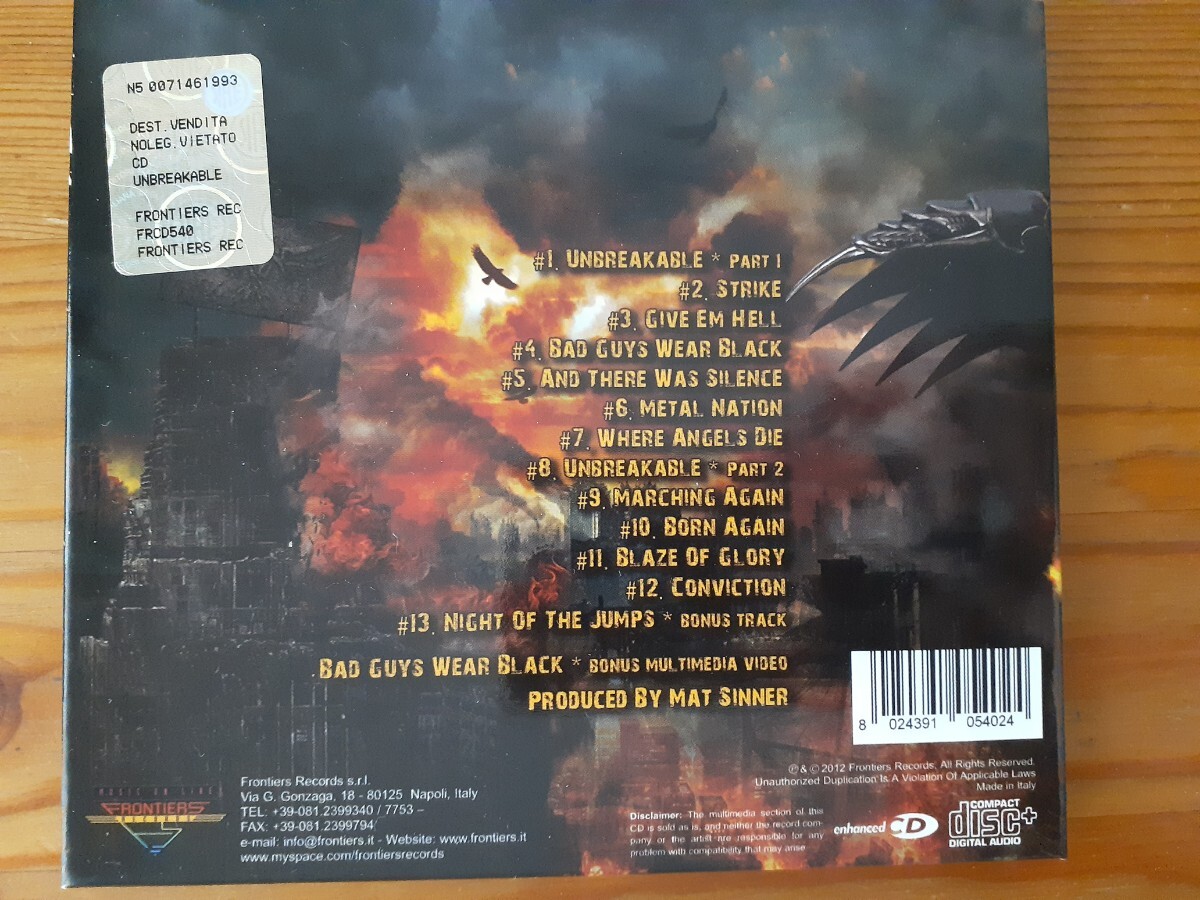 N5 0071461993
DEST.VENDITA
NOLEG.VIETATO
CD
UNBREAKABLE
FRONTIERS REC
FRCD540
FRONTIERS REC
#1. UNBREAKABLE * PART 1
#2. STRIKE
#3. GIVE EM HELL
#4. BAD GUYS WEAR BLACK
#5. AND THERE WAS SILENCE
#6. METAL NATION
#7. WHERE ANGELS DIE
#8. UNBREAKABLE * PART 2
#9. MARCHING AGAIN
#10. BORN AGAIN
#11. BLAZE OF GLORY
#12. CONVICTION
#13. NIGHT OF THE JUMPS * BONUS TRACK
BAD GUYS WEAR BLACK * BONUS MULTIMEDIA VIDEO
PRODUCED BY MAT SINNER
8 024391 054024
MUSIC ON LINE
FRONTIERS
RECORDS
Frontiers Records s.r.l.
Via G. Gonzaga, 18 - 80125 Napoli, Italy
TEL: +39-081.2399340 / 7753 –
FAX: +39-081.2399794/
e-mail: info@frontiers.it - Website: www.frontiers.it
www.myspace.com/frontiersrecords
Disclaimer: The multimedia section of this
CD is sold as is, and neither the record com-
pany or the artist are responsible for any
problem with compatibility that may arise
℗ & © 2012 Frontiers Records. All Rights Reserved.
Unauthorized Duplication Is A Violation Of Applicable Laws
Made in Italy
enhanced CD
COMPACT
disc+
DIGITAL AUDIO